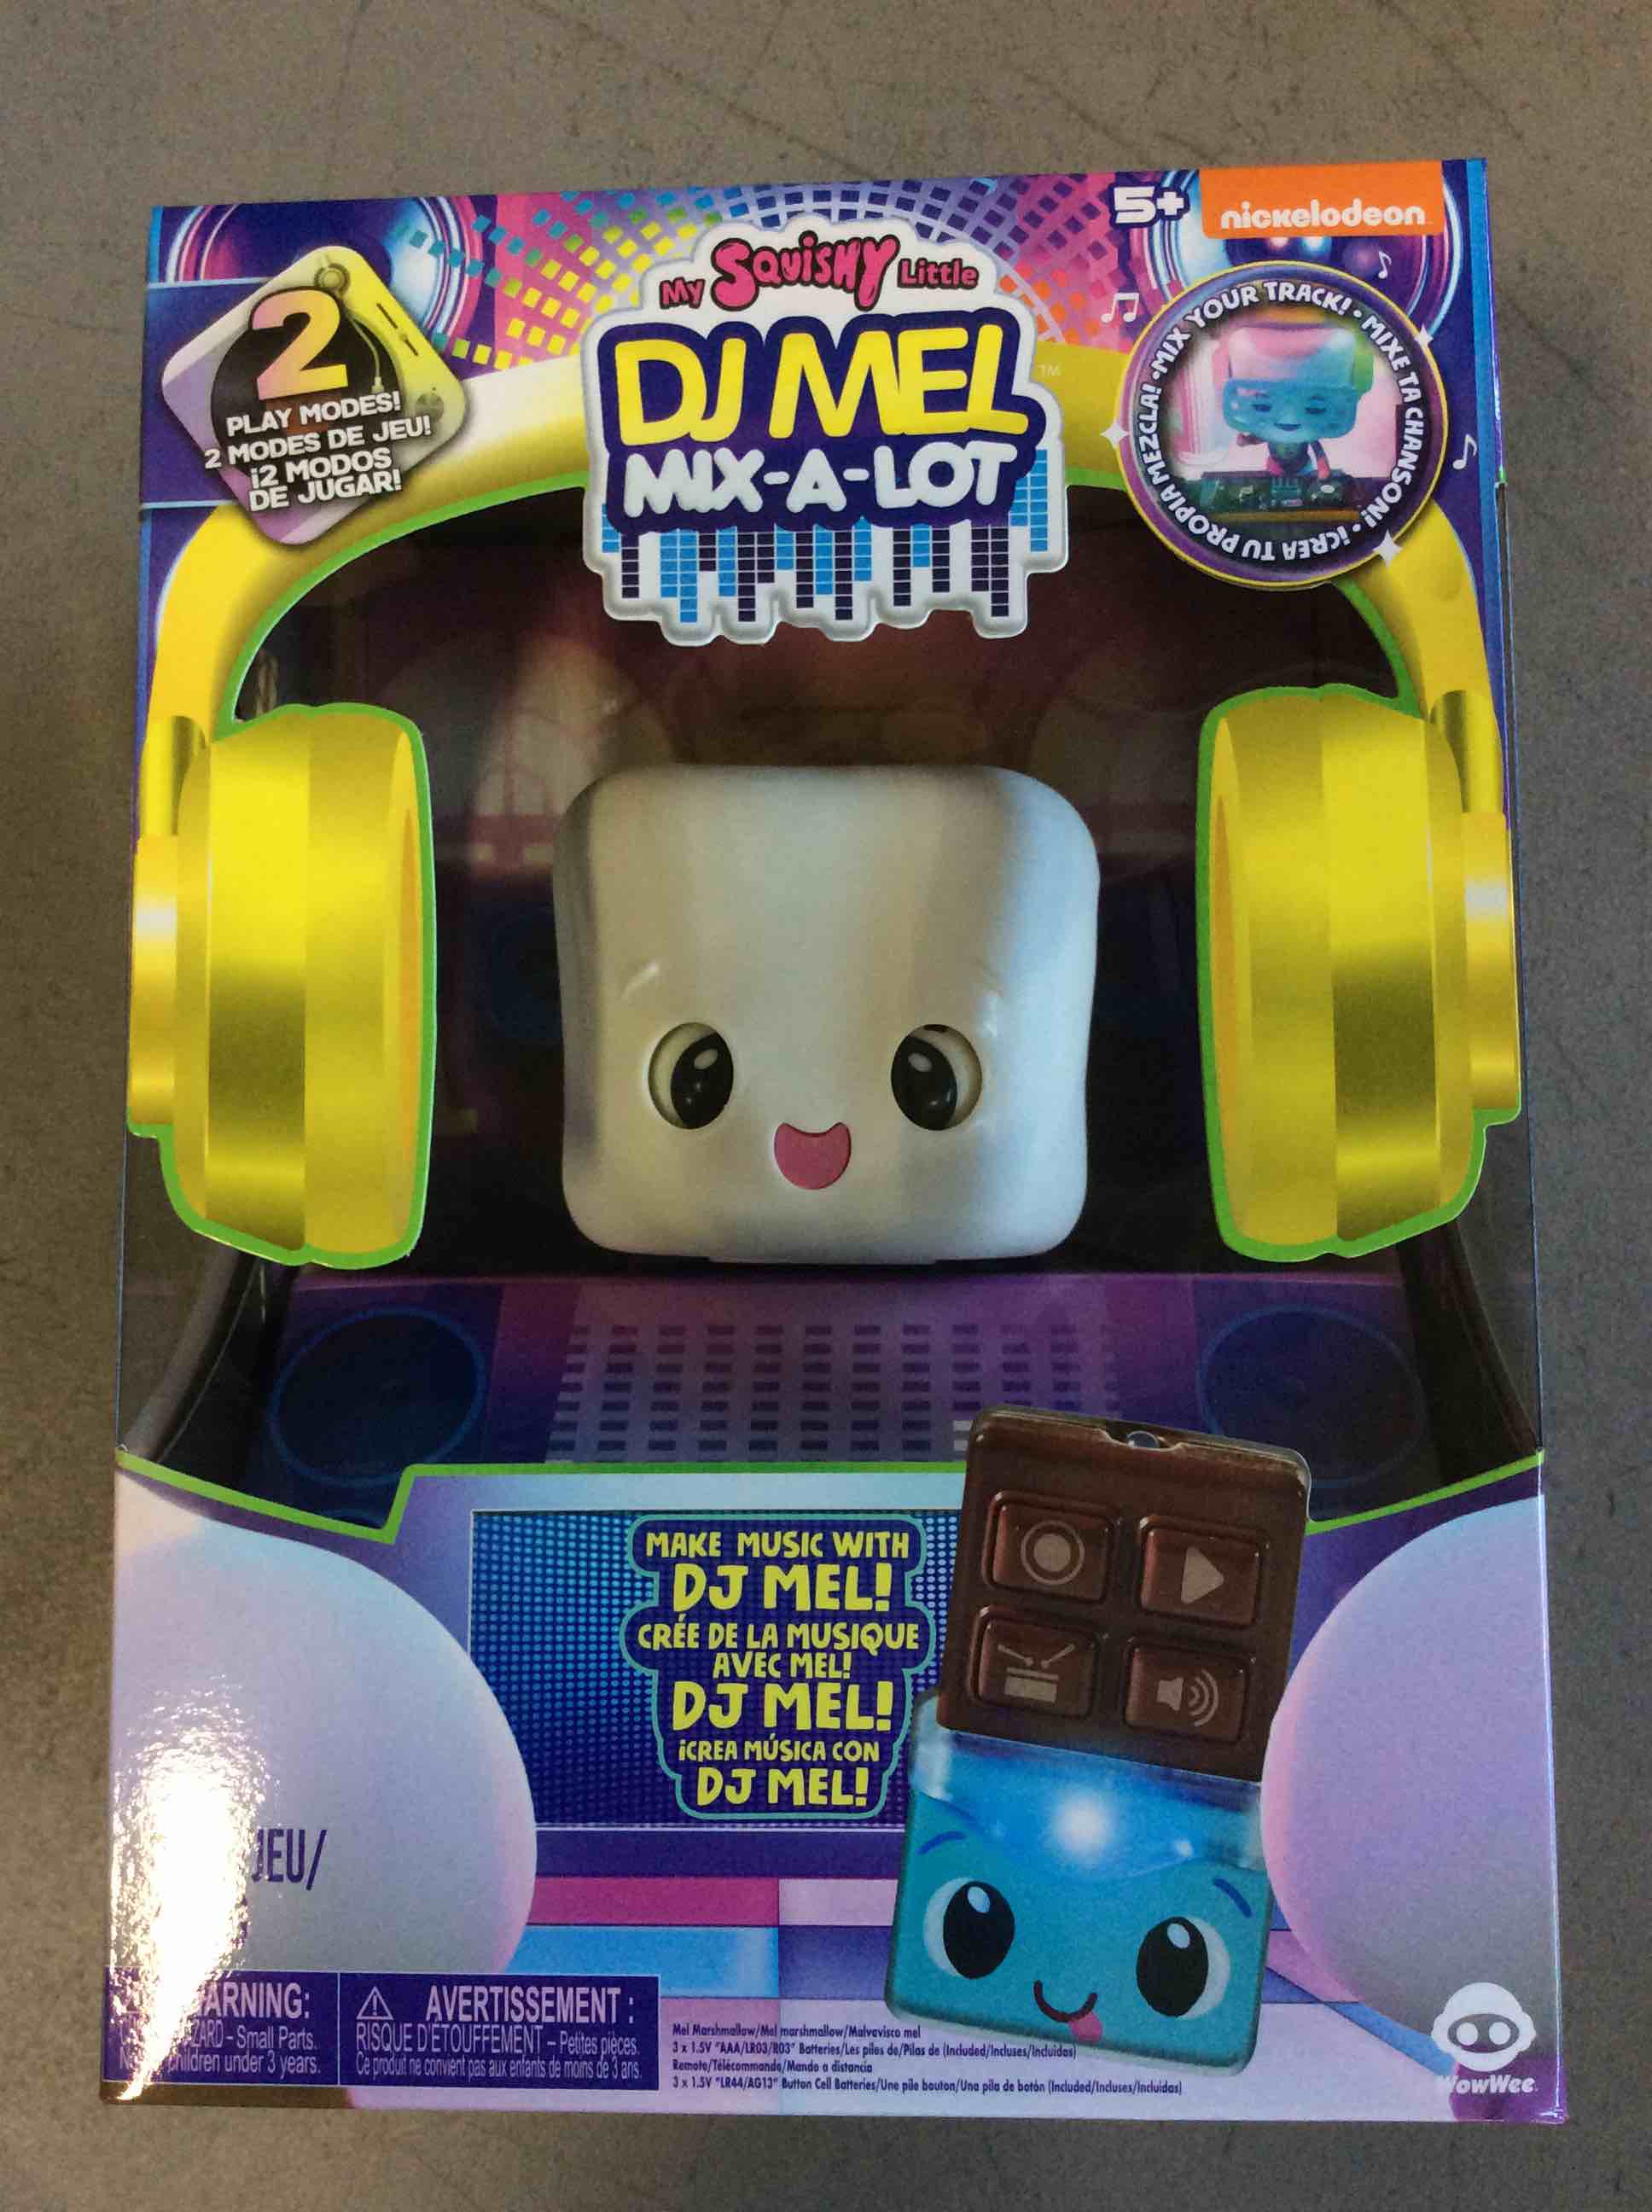 5+
nickelodeon
My Squishy Little
DJ MEL
TM
MIX-A-LOT
2
PLAY MODES!
2 MODES DE JEU!
¡2 MODOS
DE JUGAR!
MIX YOUR TRACK! • MIXE TA CHANSON! • ¡CREA TU PROPIA MEZCLA! •
MAKE MUSIC WITH
DJ MEL!
CRÉE DE LA MUSIQUE
AVEC MEL!
DJ MEL!
¡CREA MÚSICA CON
DJ MEL!
JEU/
ARNING:
ZARD – Small Parts.
children under 3 years.
AVERTISSEMENT :
RISQUE D'ÉTOUFFEMENT – Petites pièces.
Ce produit ne convient pas aux enfants de moins de 3 ans.
Mel Marshmallow/Mel marshmallow/Malvavisco mel
3 x 1.5V "AAA/LR03/R03" Batteries/Les piles de/Pilas de (Included/Incluses/Incluidas)
Remote/Télécommande/Mando a distancia
3 x 1.5V "LR44/AG13" Button Cell Batteries/Une pile bouton/Una pila de botón (Included/Incluses/Incluidas)
WowWee